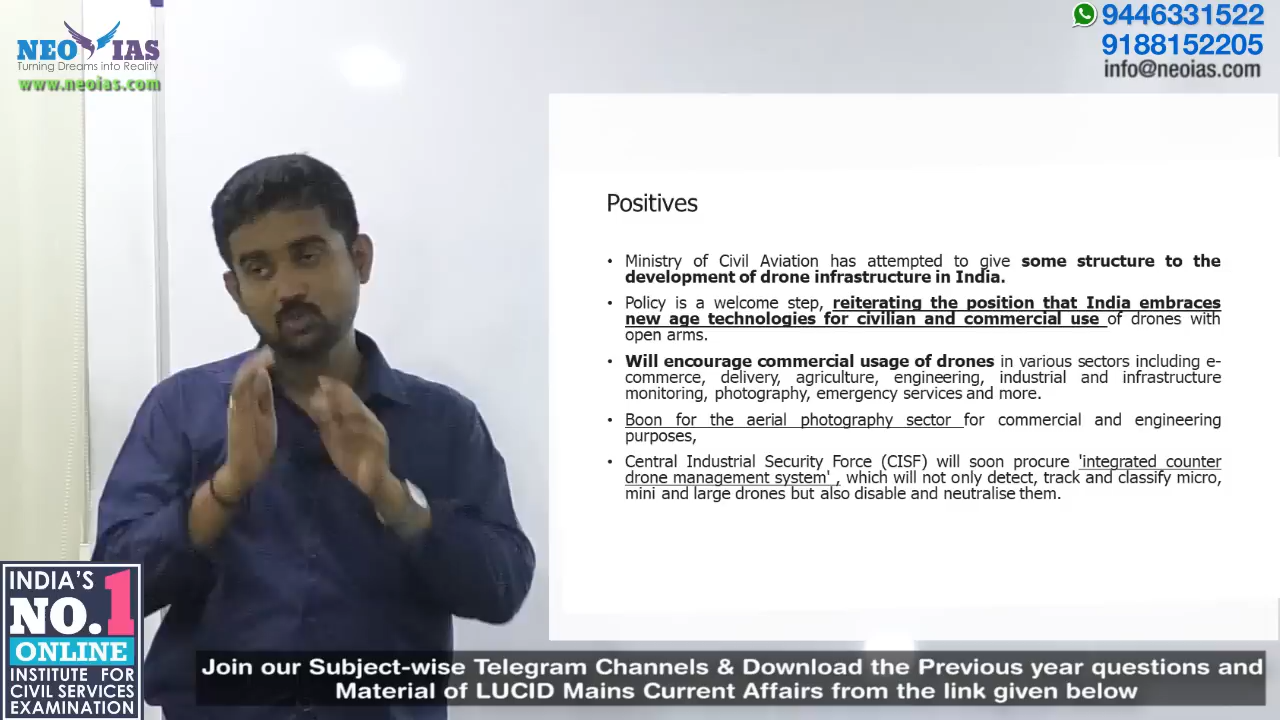 NEO IAS
Turning Dreams into Reality
www.neoias.com
9446331522
9188152205
info@neoias.com
Positives
• Ministry of Civil Aviation has attempted to give some structure to the
development of drone infrastructure in India.
• Policy is a welcome step, reiterating the position that India embraces
new age technologies for civilian and commercial use of drones with
open arms.
• Will encourage commercial usage of drones in various sectors including e-
commerce, delivery, agriculture, engineering, industrial and infrastructure
monitoring, photography, emergency services and more.
• Boon for the aerial photography sector for commercial and engineering
purposes,
• Central Industrial Security Force (CISF) will soon procure 'integrated counter
drone management system' , which will not only detect, track and classify micro,
mini and large drones but also disable and neutralise them.
INDIA'S
NO.1
ONLINE
INSTITUTE FOR
CIVIL SERVICES
EXAMINATION
Join our Subject-wise Telegram Channels & Download the Previous year questions and
Material of LUCID Mains Current Affairs from the link given below